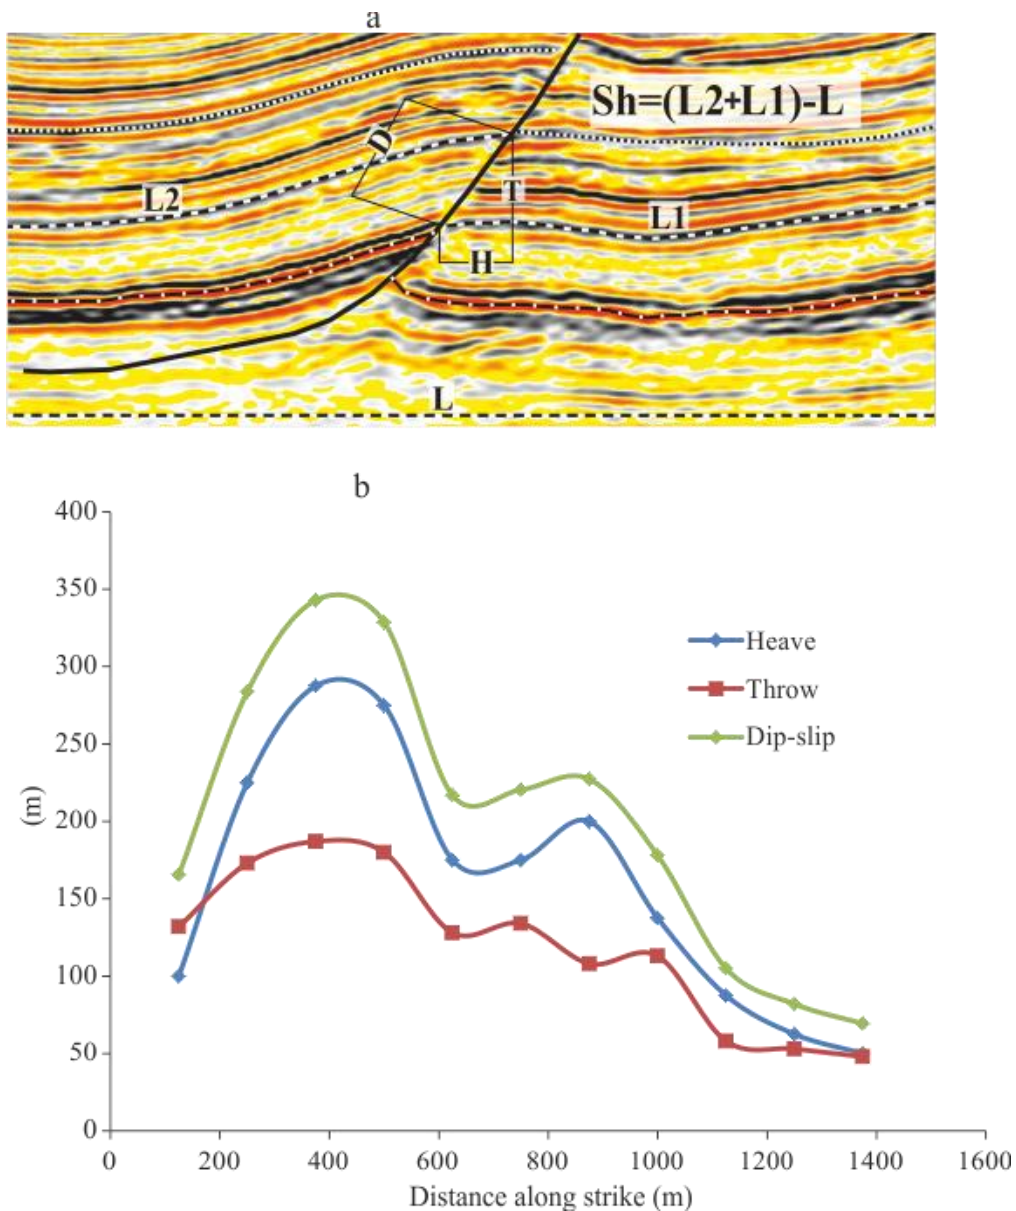 a
Sh=(L2+L1)-L
D
L2
T
L1
H
L
b
400
350
300
250
200
150
100
50
0
(m)
Heave
Throw
Dip-slip
0 200 400 600 800 1000 1200 1400 1600
Distance along strike (m)